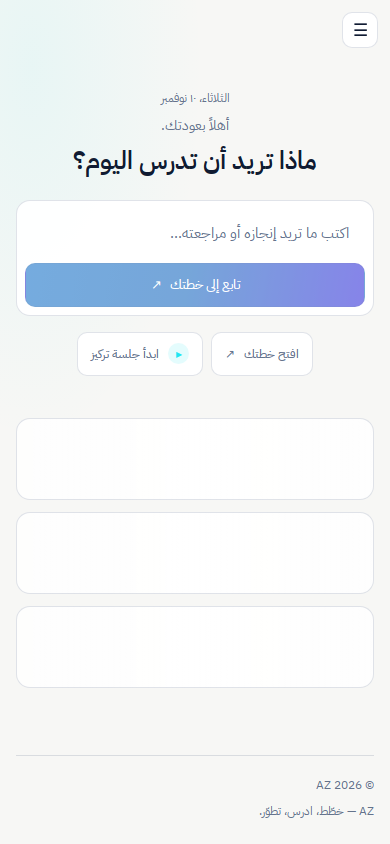 الثلاثاء، ١٠ نوفمبر
أهلاً بعودتك.
ماذا تريد أن تدرس اليوم؟
اكتب ما تريد إنجازه أو مراجعته...
تابع إلى خطتك ↗
افتح خطتك ↗
ابدأ جلسة تركيز
© 2026 AZ
AZ — خطّط، ادرس، تطوّر.